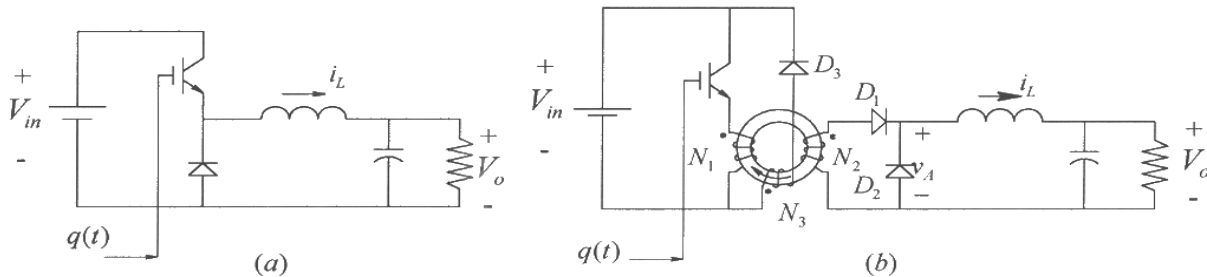 +
V_in
-
i_L
+
V_o
-
q(t)
(a)
+
V_in
-
D_3
D_1
i_L
N_1
N_2
+
v_A
-
D_2
N_3
+
V_o
-
q(t)
(b)